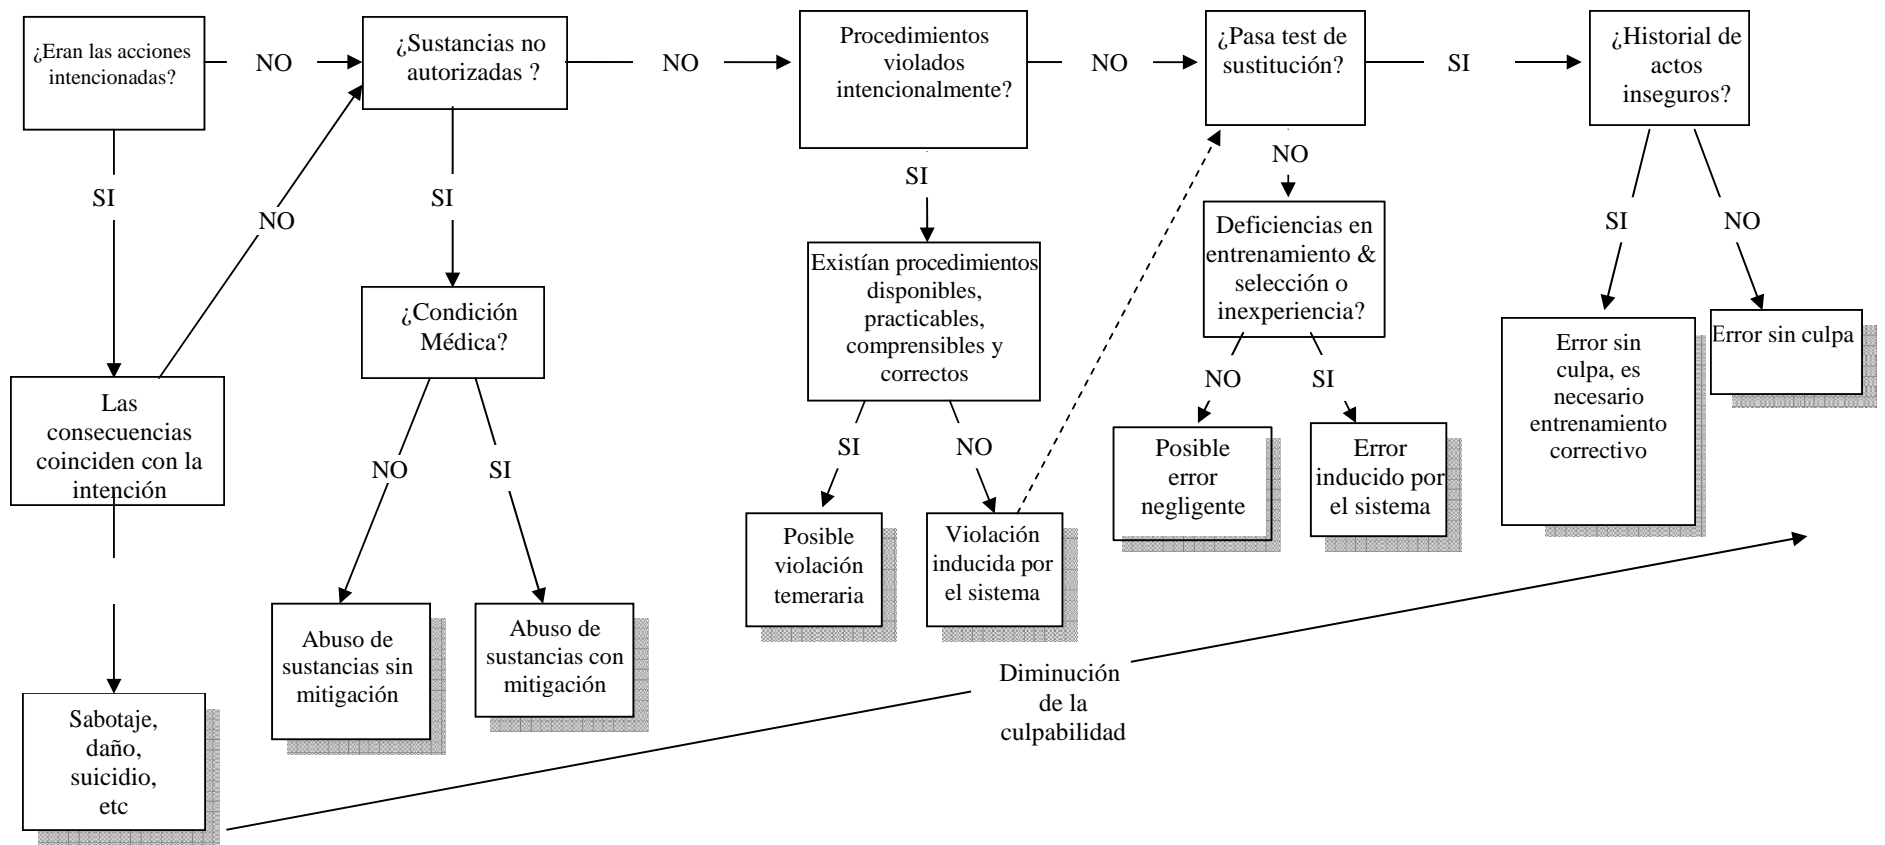 ¿Eran las acciones
intencionadas?
NO
¿Sustancias no
autorizadas ?
NO
Procedimientos
violados
intencionalmente?
NO
¿Pasa test de
sustitución?
SI
¿Historial de
actos
inseguros?
SI
NO
SI
SI
NO
SI
NO
Las
consecuencias
coinciden con la
intención
¿Condición
Médica?
NO
SI
Existían procedimientos
disponibles,
practicables,
comprensibles y
correctos
SI
NO
Deficiencias en
entrenamiento &
selección o
inexperiencia?
NO
SI
Error sin
culpa, es
necesario
entrenamiento
correctivo
Error sin culpa
Sabotaje,
daño,
suicidio,
etc
Abuso de
sustancias sin
mitigación
Abuso de
sustancias con
mitigación
Posible
violación
temeraria
Violación
inducida por
el sistema
Posible
error
negligente
Error
inducido por
el sistema
Diminución
de la
culpabilidad